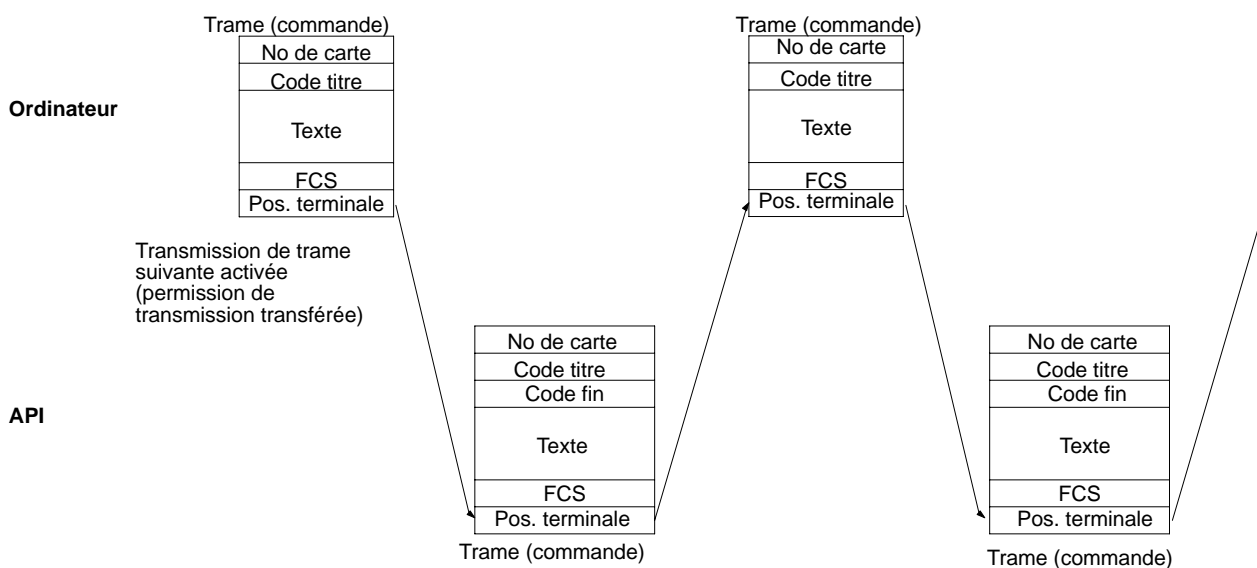 Trame (commande)
No de carte
Code titre
Texte
FCS
Pos. terminale
Trame (commande)
No de carte
Code titre
Texte
FCS
Pos. terminale
Ordinateur
Transmission de trame
suivante activée
(permission de
transmission transférée)
No de carte
Code titre
Code fin
Texte
FCS
Pos. terminale
Trame (commande)
No de carte
Code titre
Code fin
Texte
FCS
Pos. terminale
Trame (commande)
API